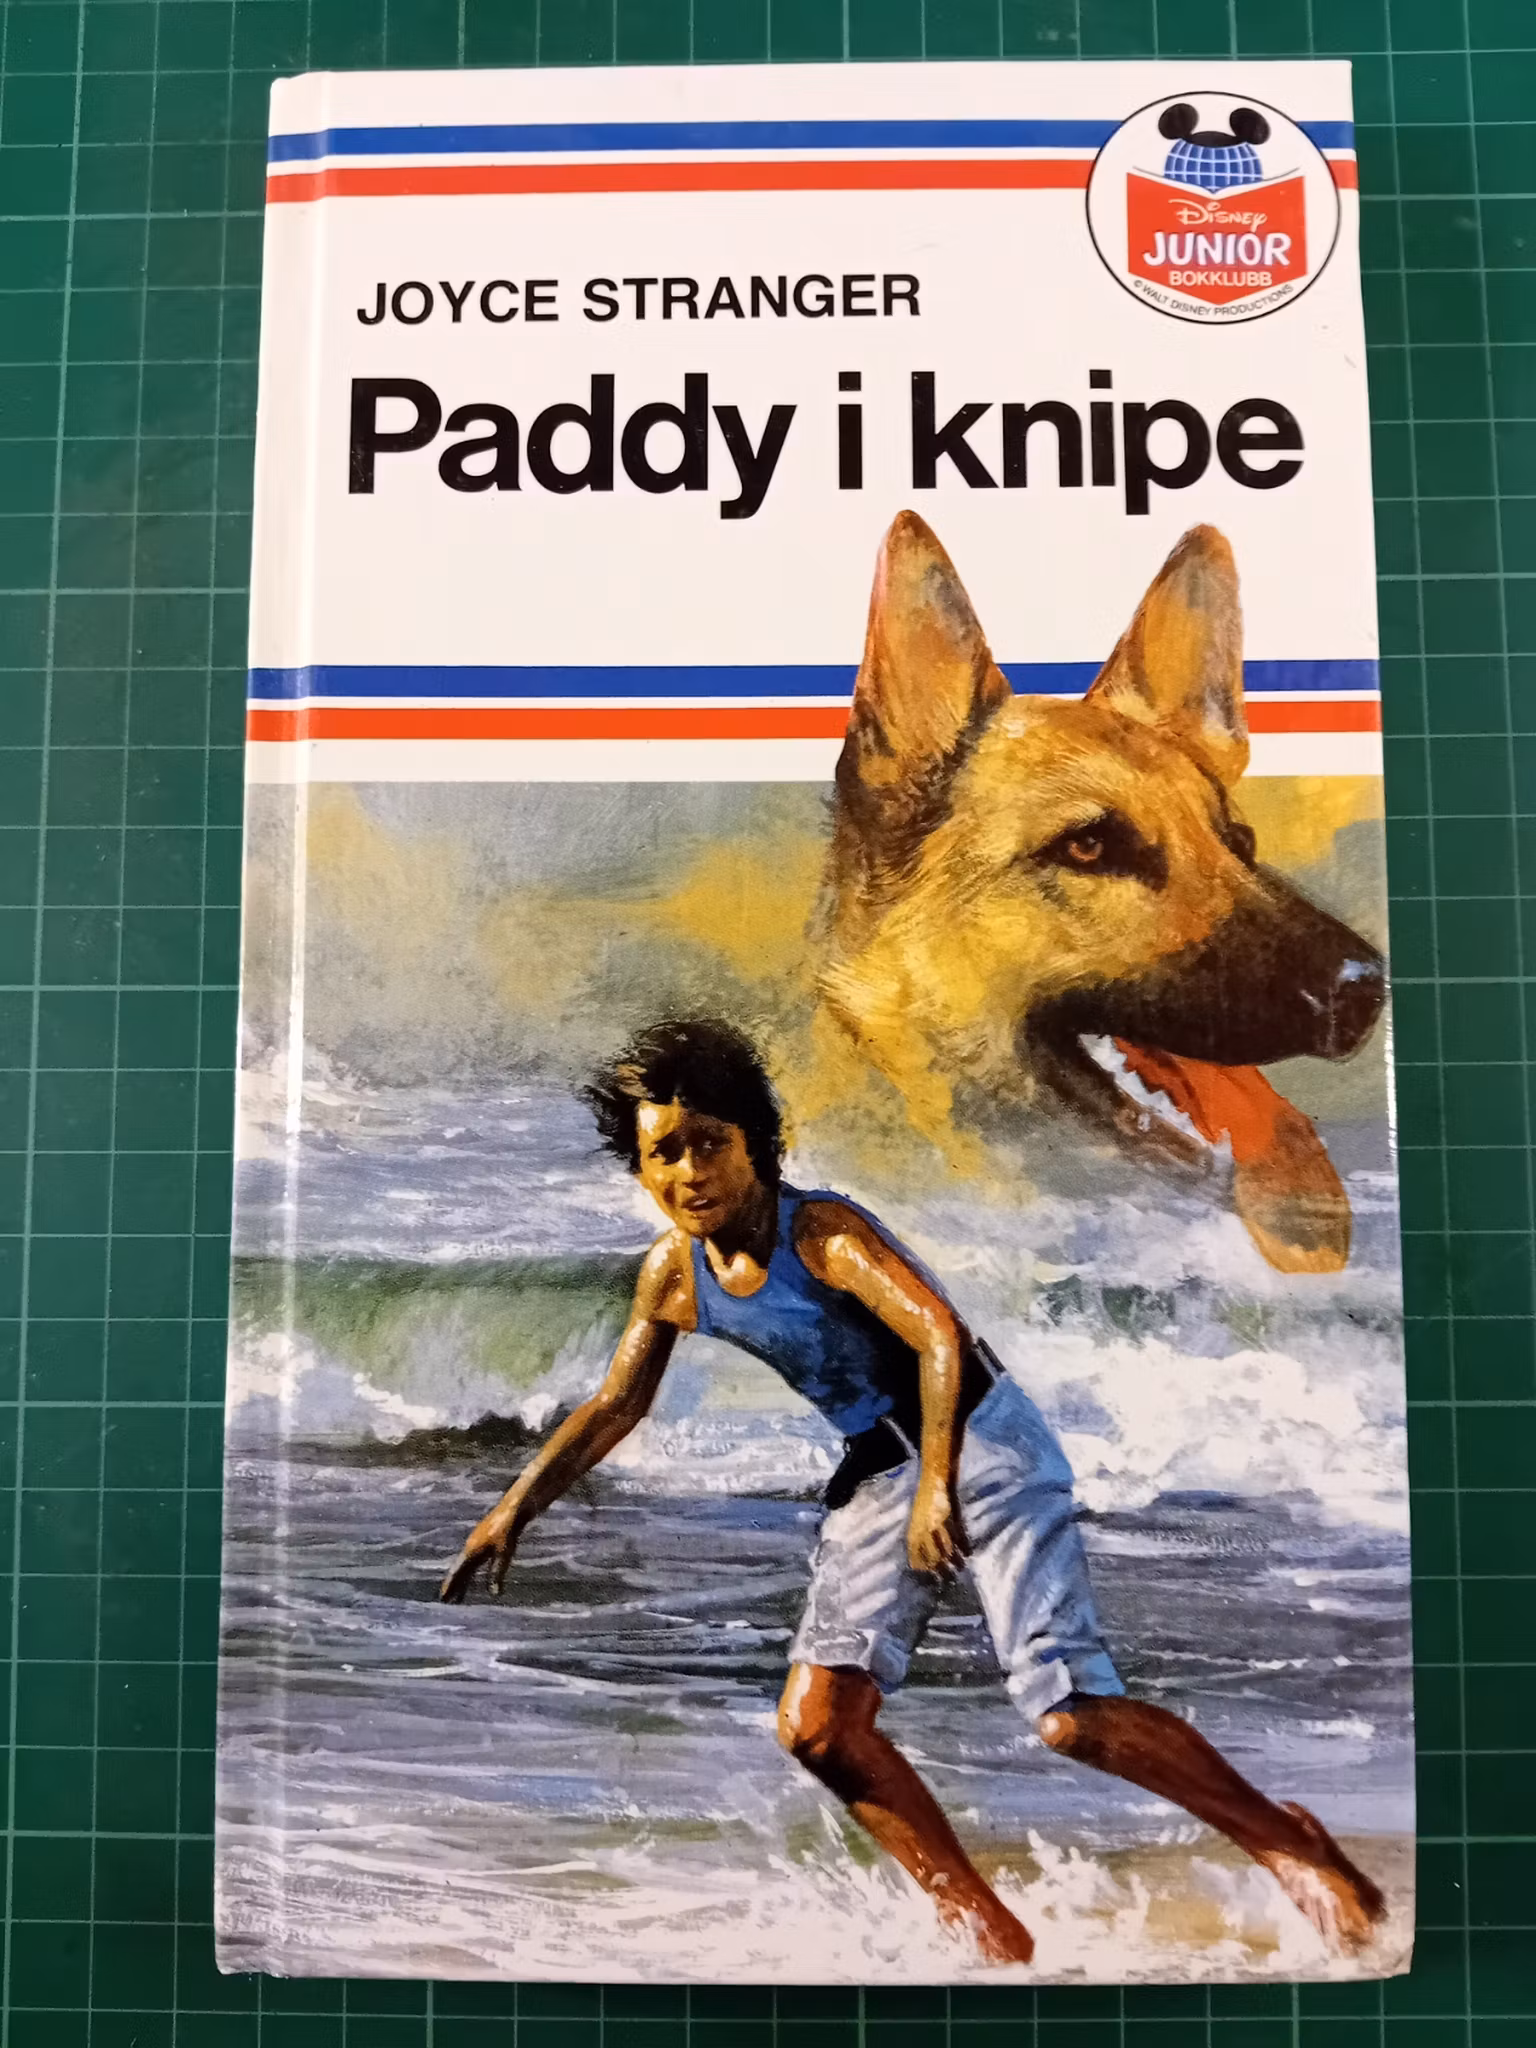 Disney
JUNIOR
BOKKLUBB
© WALT DISNEY PRODUCTIONS
JOYCE STRANGER
Paddy i knipe